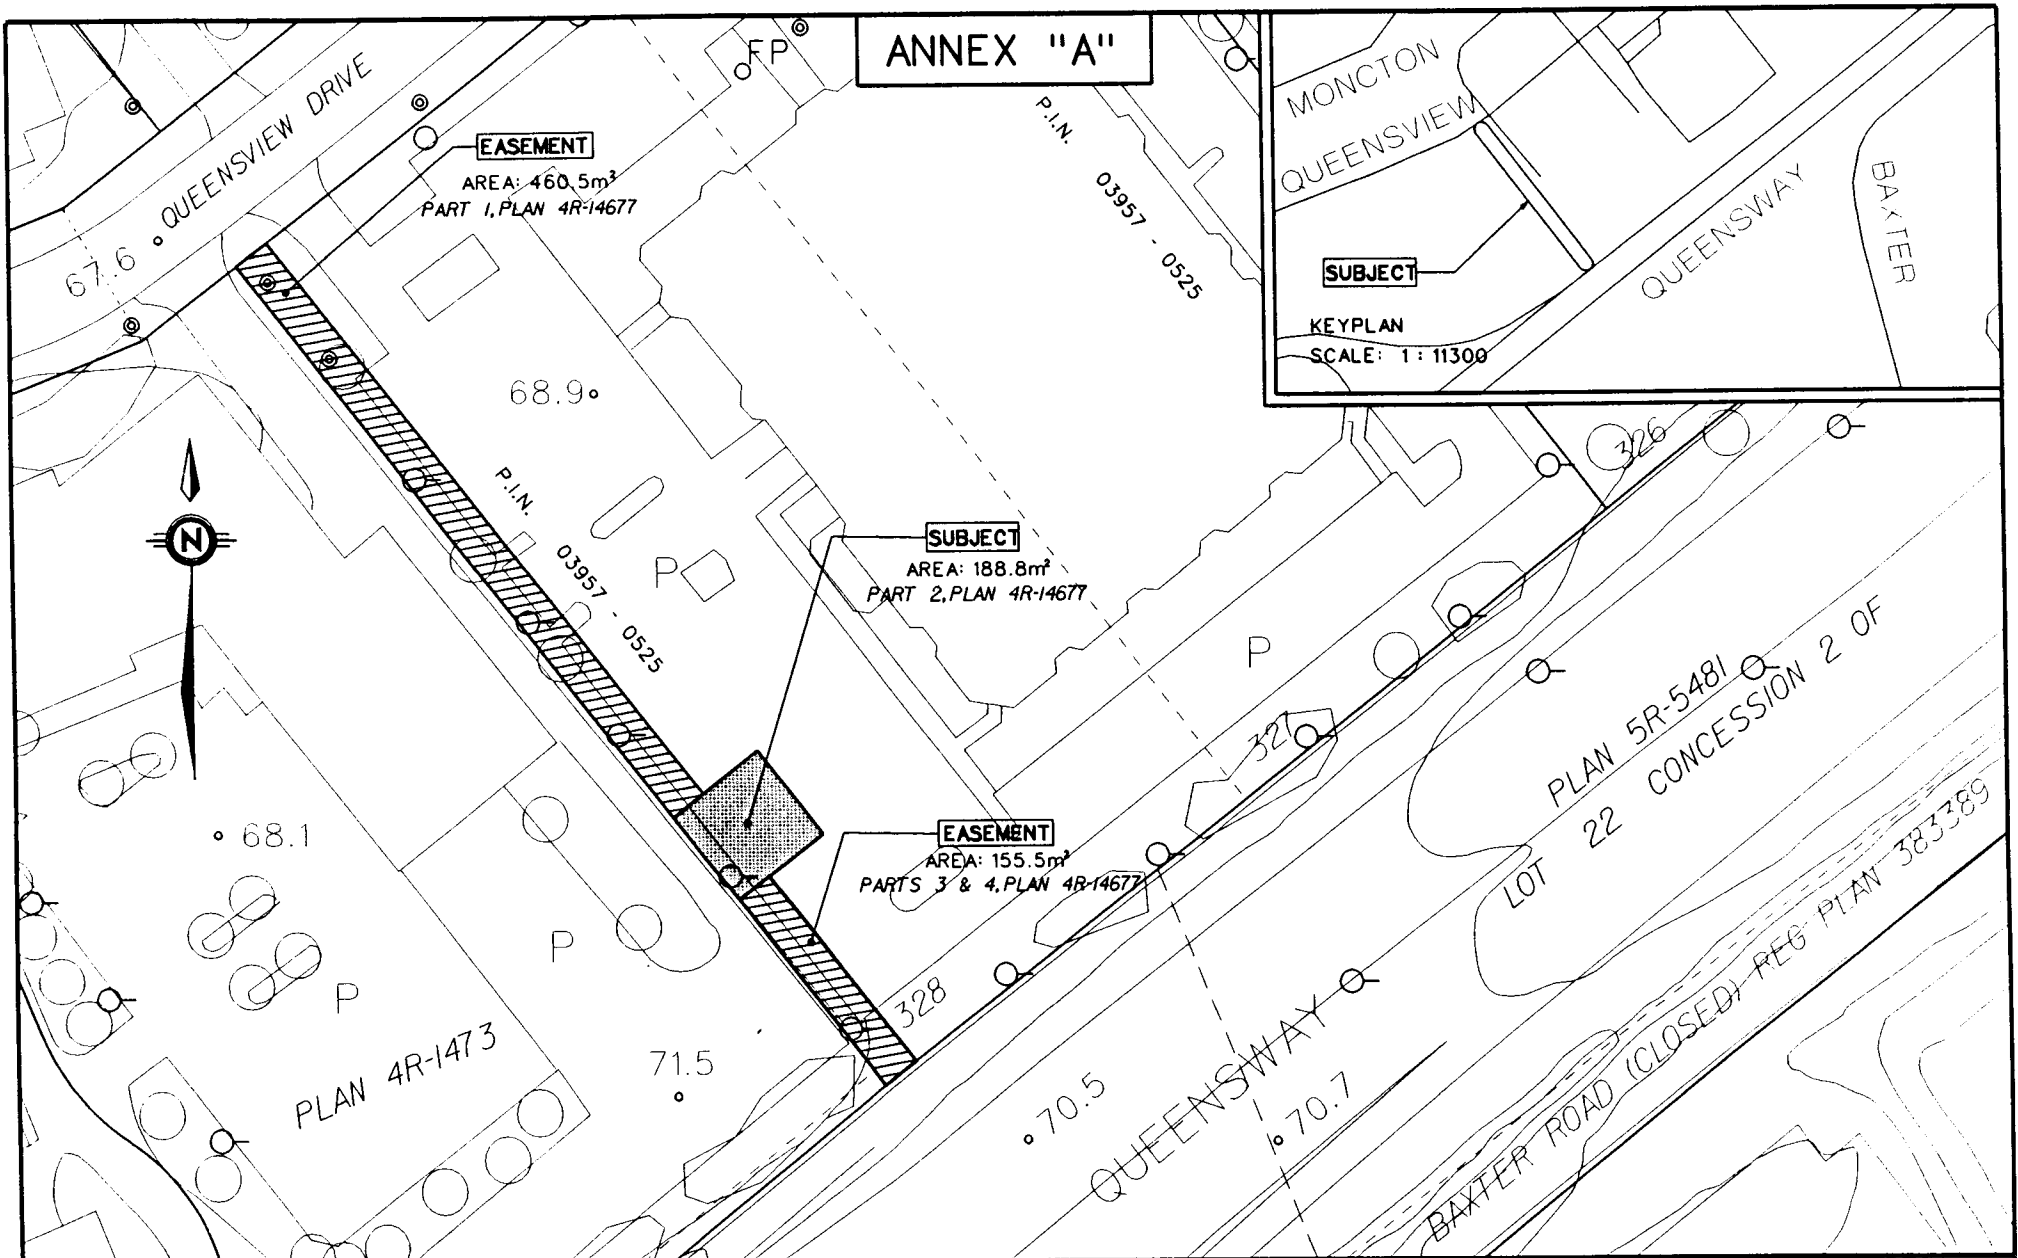 ANNEX "A"
FP
QUEENSVIEW DRIVE
67.6
EASEMENT
AREA: 460.5m²
PART 1, PLAN 4R-14677
P.I.N. 03957 - 0525
MONCTON
QUEENSVIEW
QUEENSWAY
BAXTER
SUBJECT
KEYPLAN
SCALE: 1 : 11300
68.9
N
P.I.N. 03957 - 0525
P
SUBJECT
AREA: 188.8m²
PART 2, PLAN 4R-14677
326
P
327
PLAN 5R-5481
LOT 22 CONCESSION 2 OF
68.1
EASEMENT
AREA: 155.5m²
PARTS 3 & 4, PLAN 4R-14677
P
P
328
PLAN 4R-1473
71.5
70.5
QUEENSWAY
70.7
BAXTER ROAD (CLOSED) REG PLAN 383389